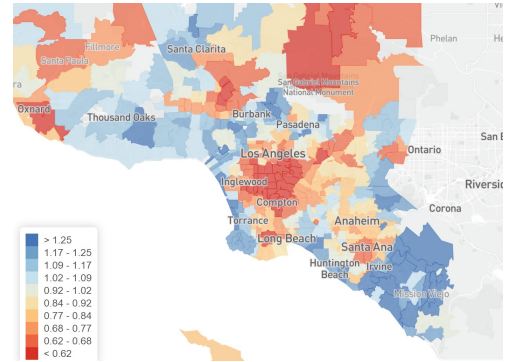 Phelan
Fillmore
Santa Clarita
Santa Paula
San Gabriel Mountains
National Monument
Oxnard
Thousand Oaks
Burbank
Pasadena
Los Angeles
Ontario
San B
Inglewood
Riversid
Compton
Corona
Torrance
Anaheim
Long Beach
Santa Ana
Huntington
Beach
Irvine
Mission Viejo
> 1.25
1.17 - 1.25
1.09 - 1.17
1.02 - 1.09
0.92 - 1.02
0.84 - 0.92
0.77 - 0.84
0.68 - 0.77
0.62 - 0.68
< 0.62